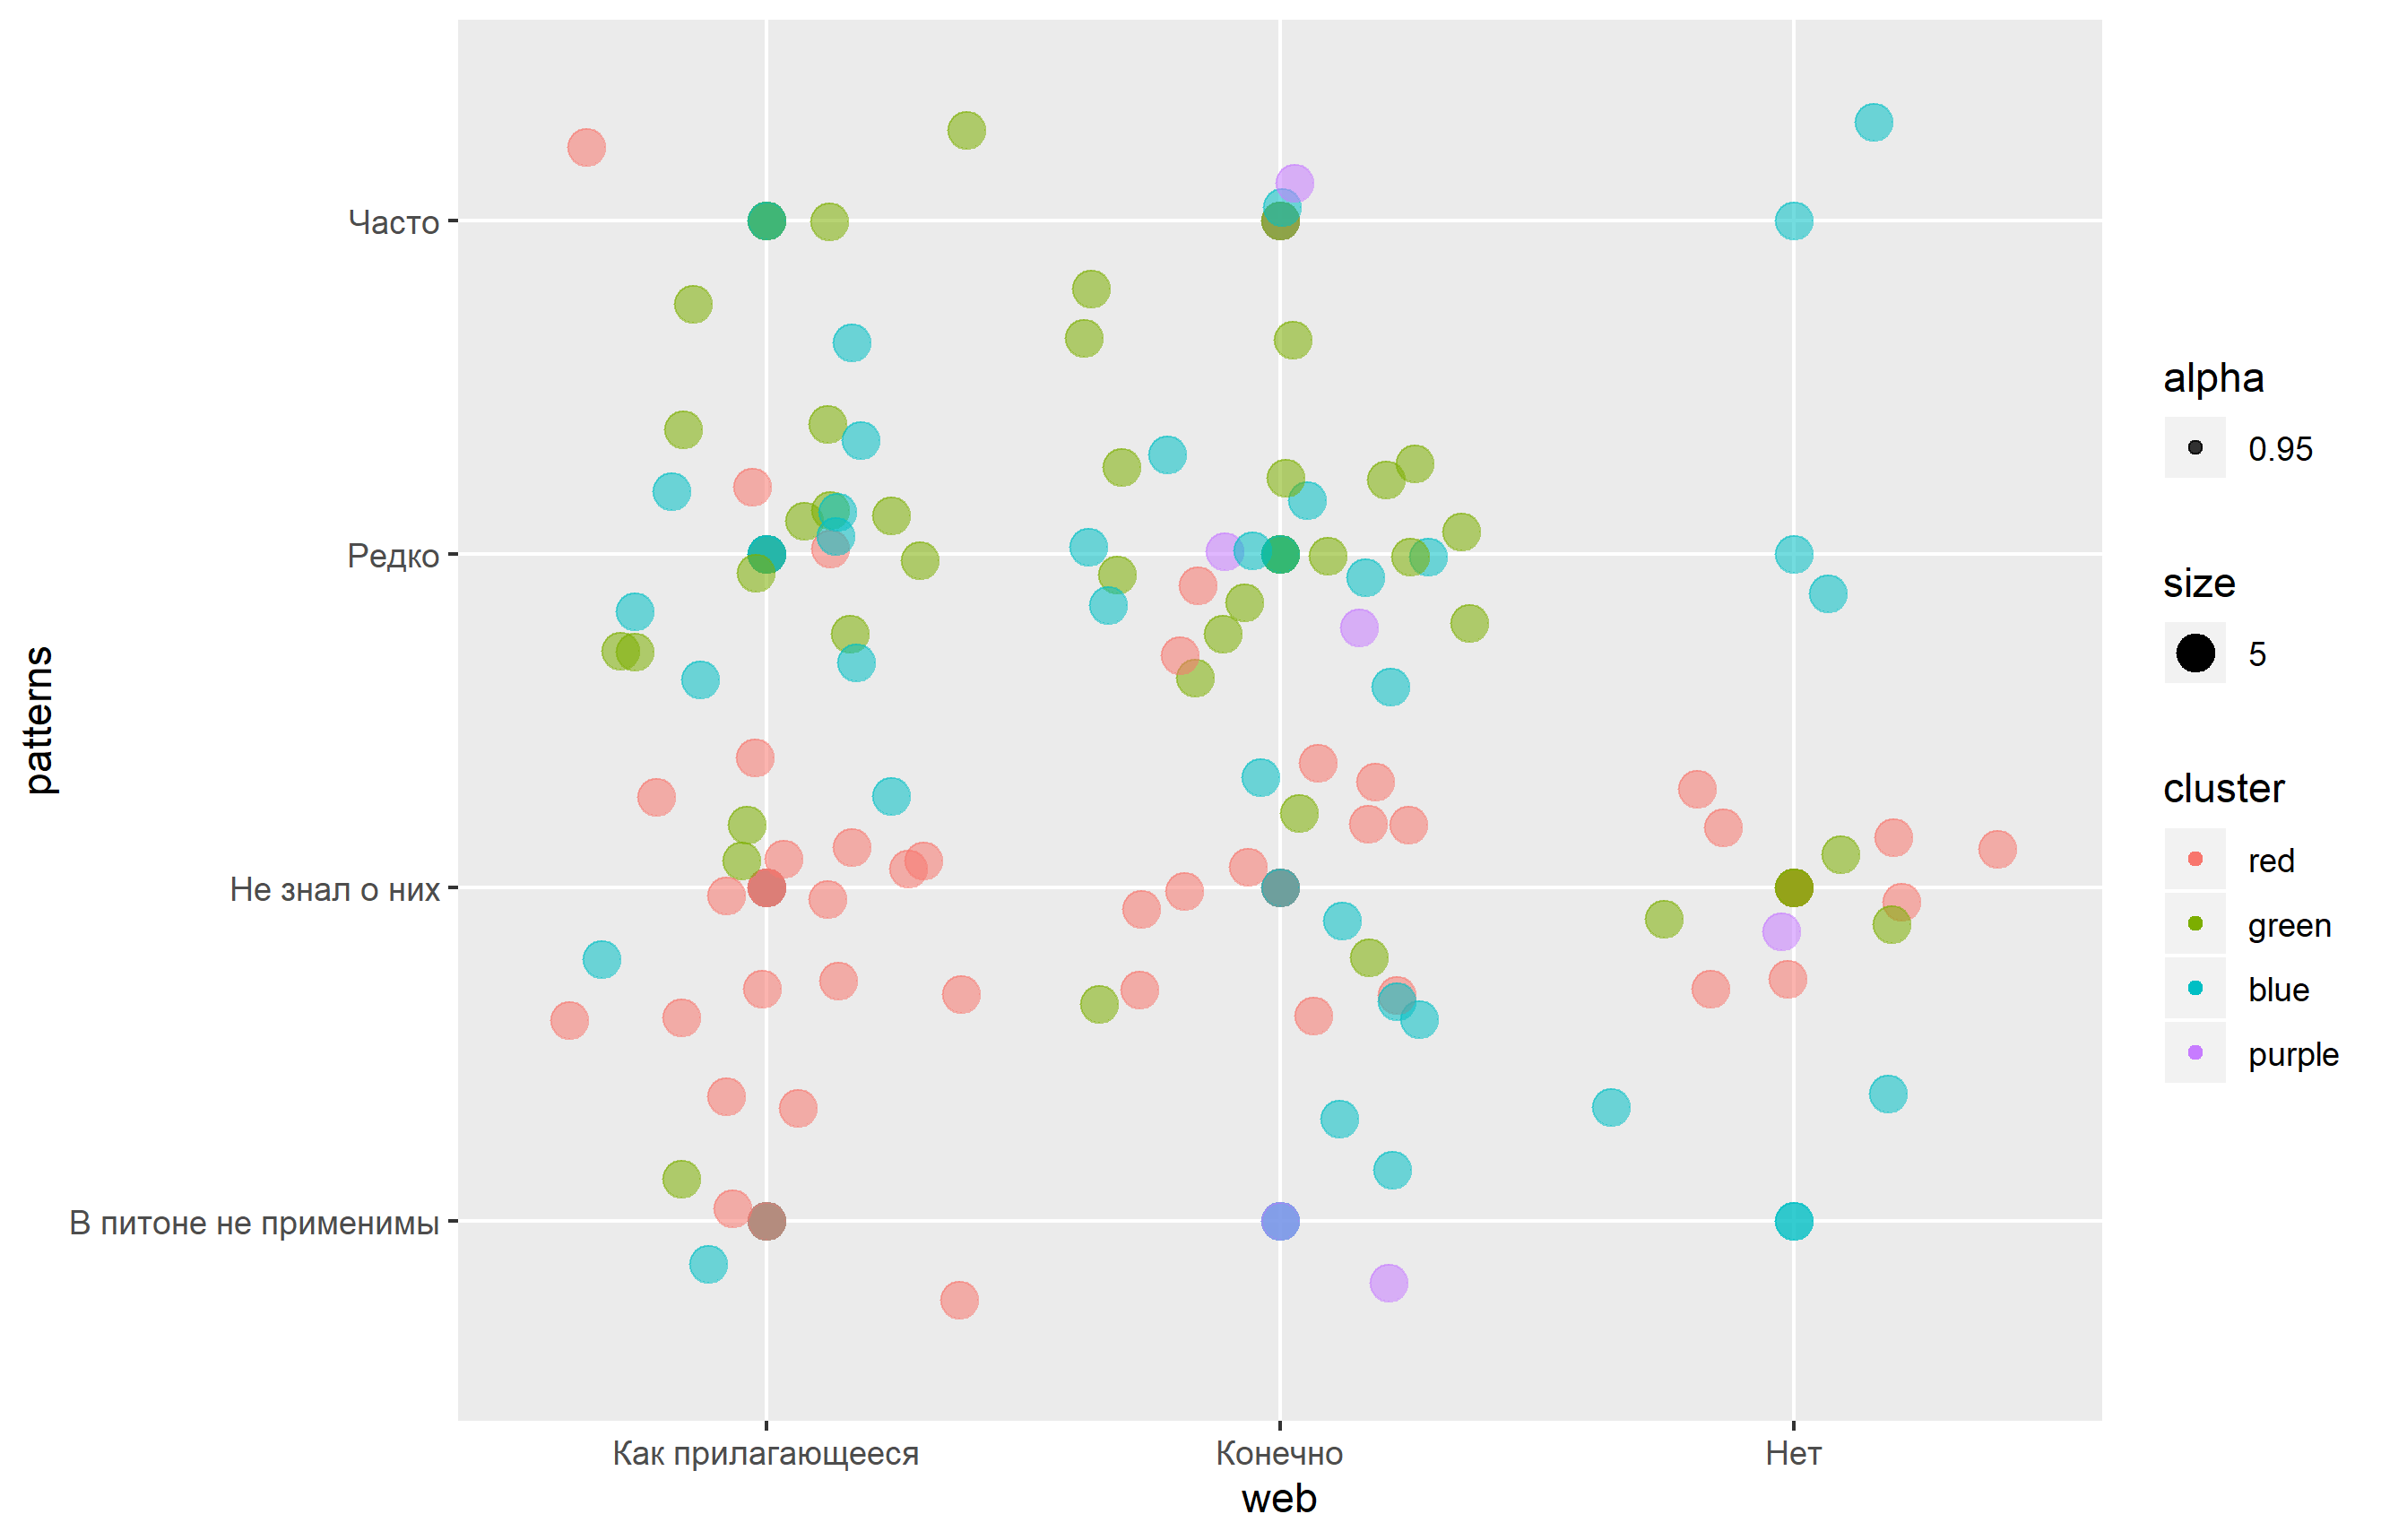 patterns
Часто
Редко
Не знал о них
В питоне не применимы
Как прилагающееся
Конечно
Нет
web
alpha
0.95
size
5
cluster
red
green
blue
purple